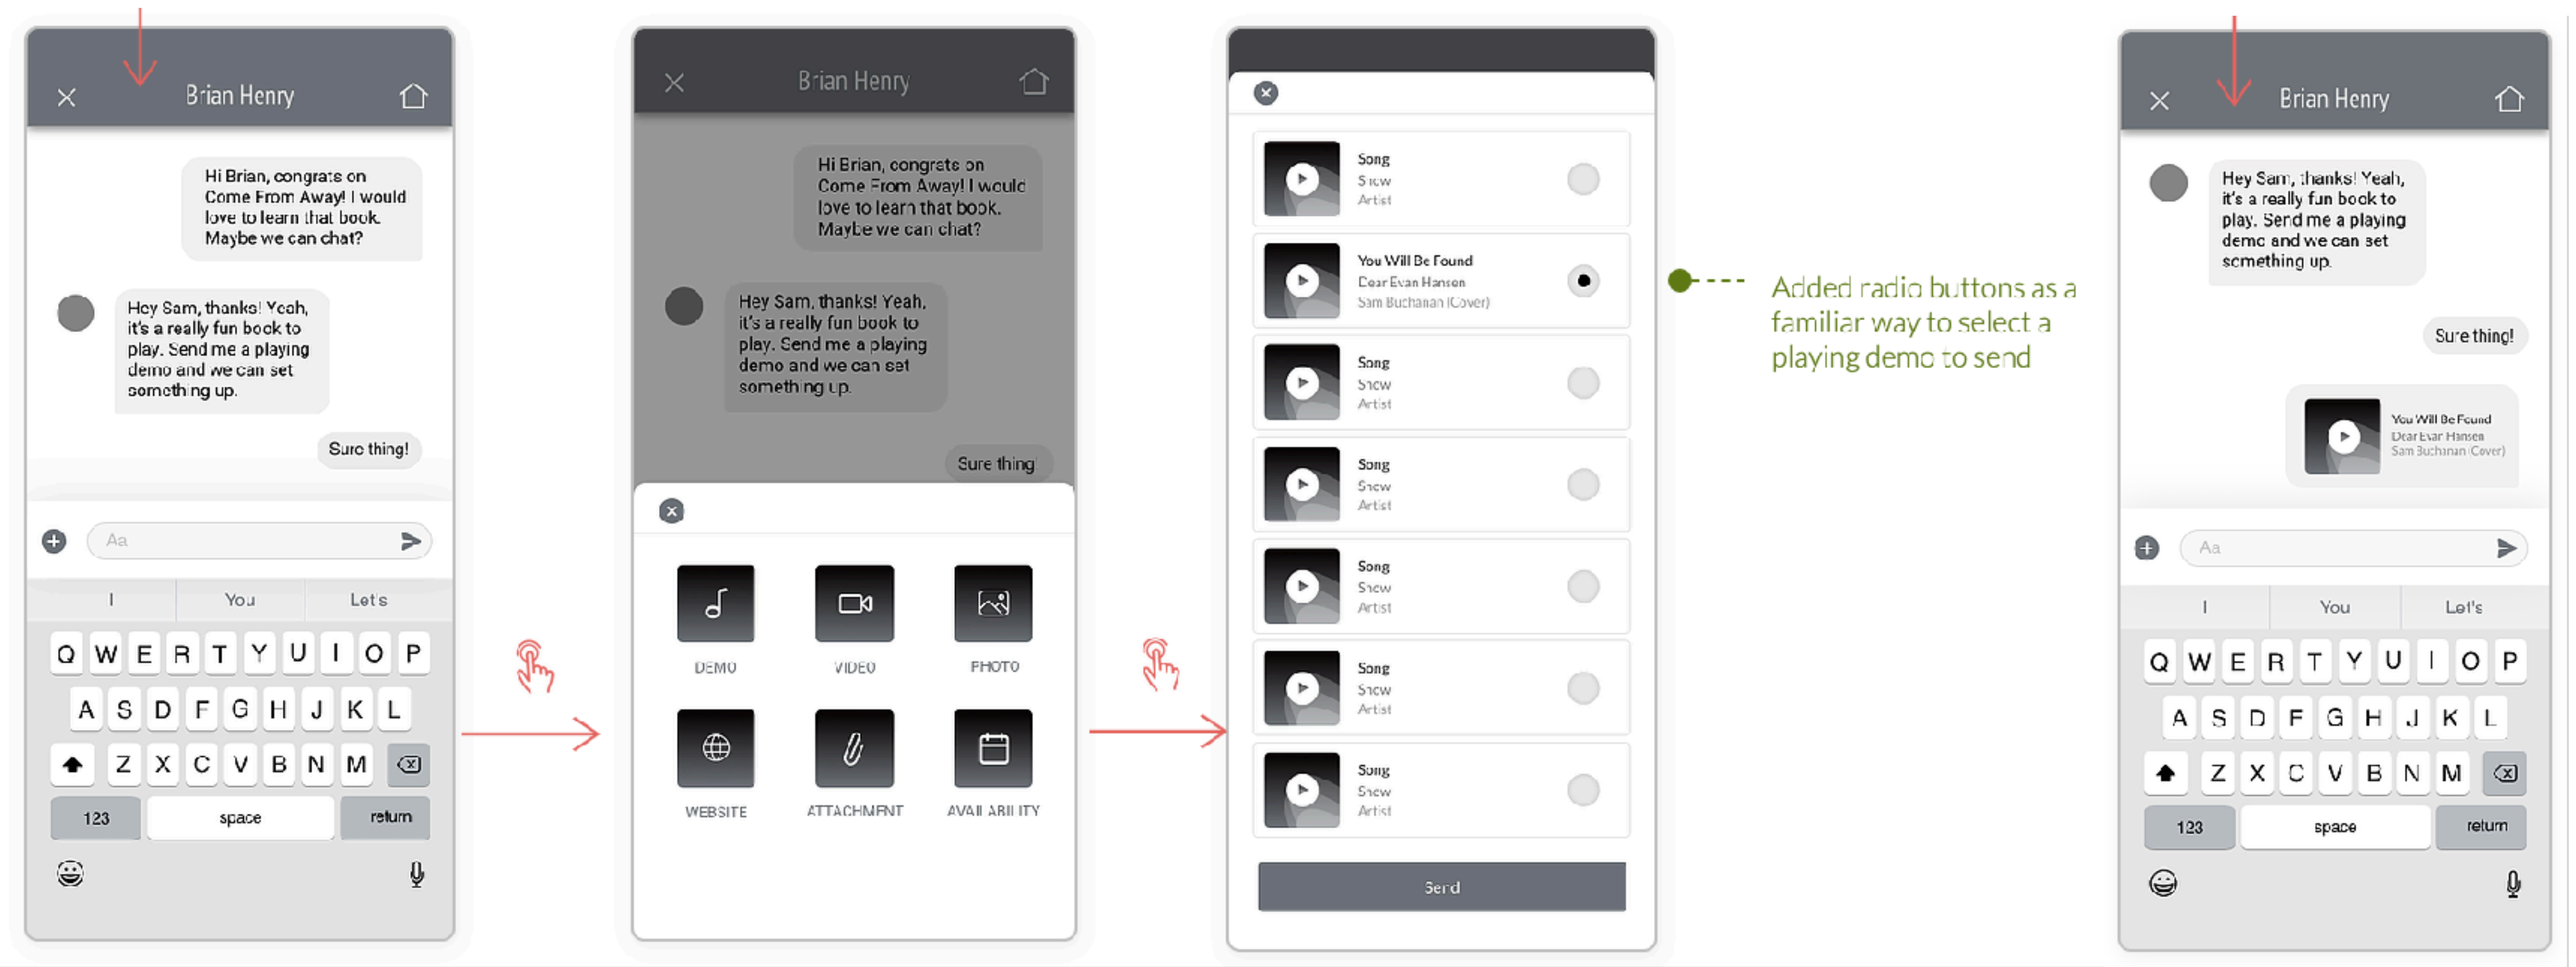 Brian Henry
Hi Brian, congrats on
Come From Away! I would
love to learn that book.
Maybe we can chat?
Hey Sam, thanks! Yeah,
it's a really fun book to
play. Send me a playing
demo and we can set
something up.
Sure thing!
Aa
I You Let's
Q W E R T Y U I O P
A S D F G H J K L
Z X C V B N M
123 space return
Brian Henry
Hi Brian, congrats on
Come From Away! I would
love to learn that book.
Maybe we can chat?
Hey Sam, thanks! Yeah,
it's a really fun book to
play. Send me a playing
demo and we can set
something up.
Sure thing!
DEMO VIDEO PHOTO
WEBSITE ATTACHMENT AVAILABILITY
Song
Show
Artist
You Will Be Found
Dear Evan Hansen
Sam Buchanan (Cover)
Song
Show
Artist
Song
Show
Artist
Song
Show
Artist
Song
Show
Artist
Song
Show
Artist
Send
Added radio buttons as a
familiar way to select a
playing demo to send
Brian Henry
Hey Sam, thanks! Yeah,
it's a really fun book to
play. Send me a playing
demo and we can set
something up.
Sure thing!
You Will Be Found
Dear Evan Hansen
Sam Buchanan (Cover)
Aa
I You Let's
Q W E R T Y U I O P
A S D F G H J K L
Z X C V B N M
123 space return